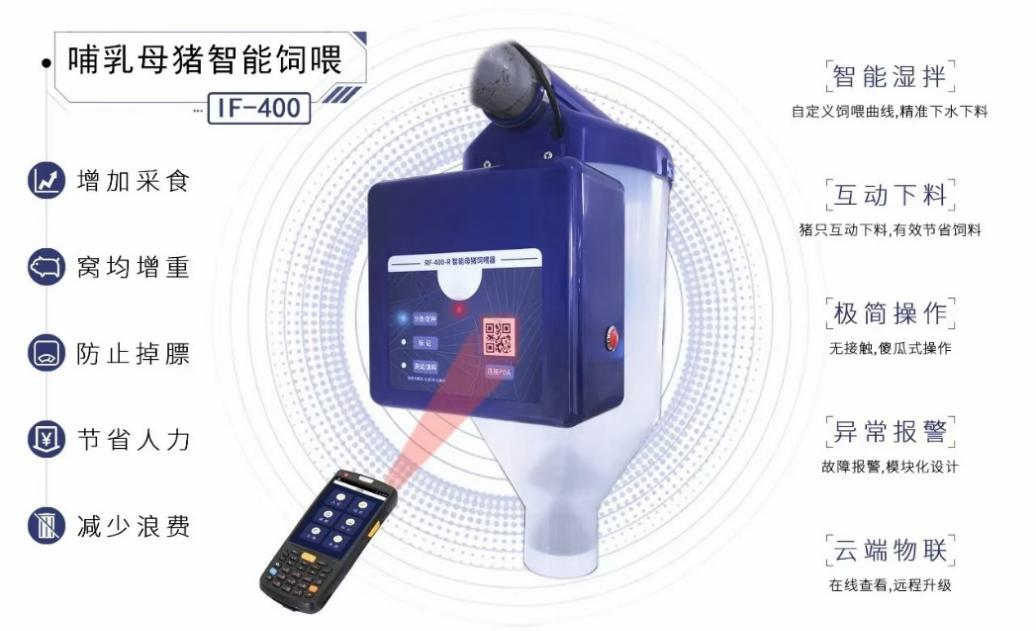 哺乳母猪智能饲喂
IF-400
增加采食
窝均增重
防止掉膘
节省人力
减少浪费
RF-400-R 智能母猪饲喂器
标记
连接PDA
智能湿拌
自定义饲喂曲线,精准下水下料
互动下料
猪只互动下料,有效节省饲料
极简操作
无接触,傻瓜式操作
异常报警
故障报警,模块化设计
云端物联
在线查看,远程升级